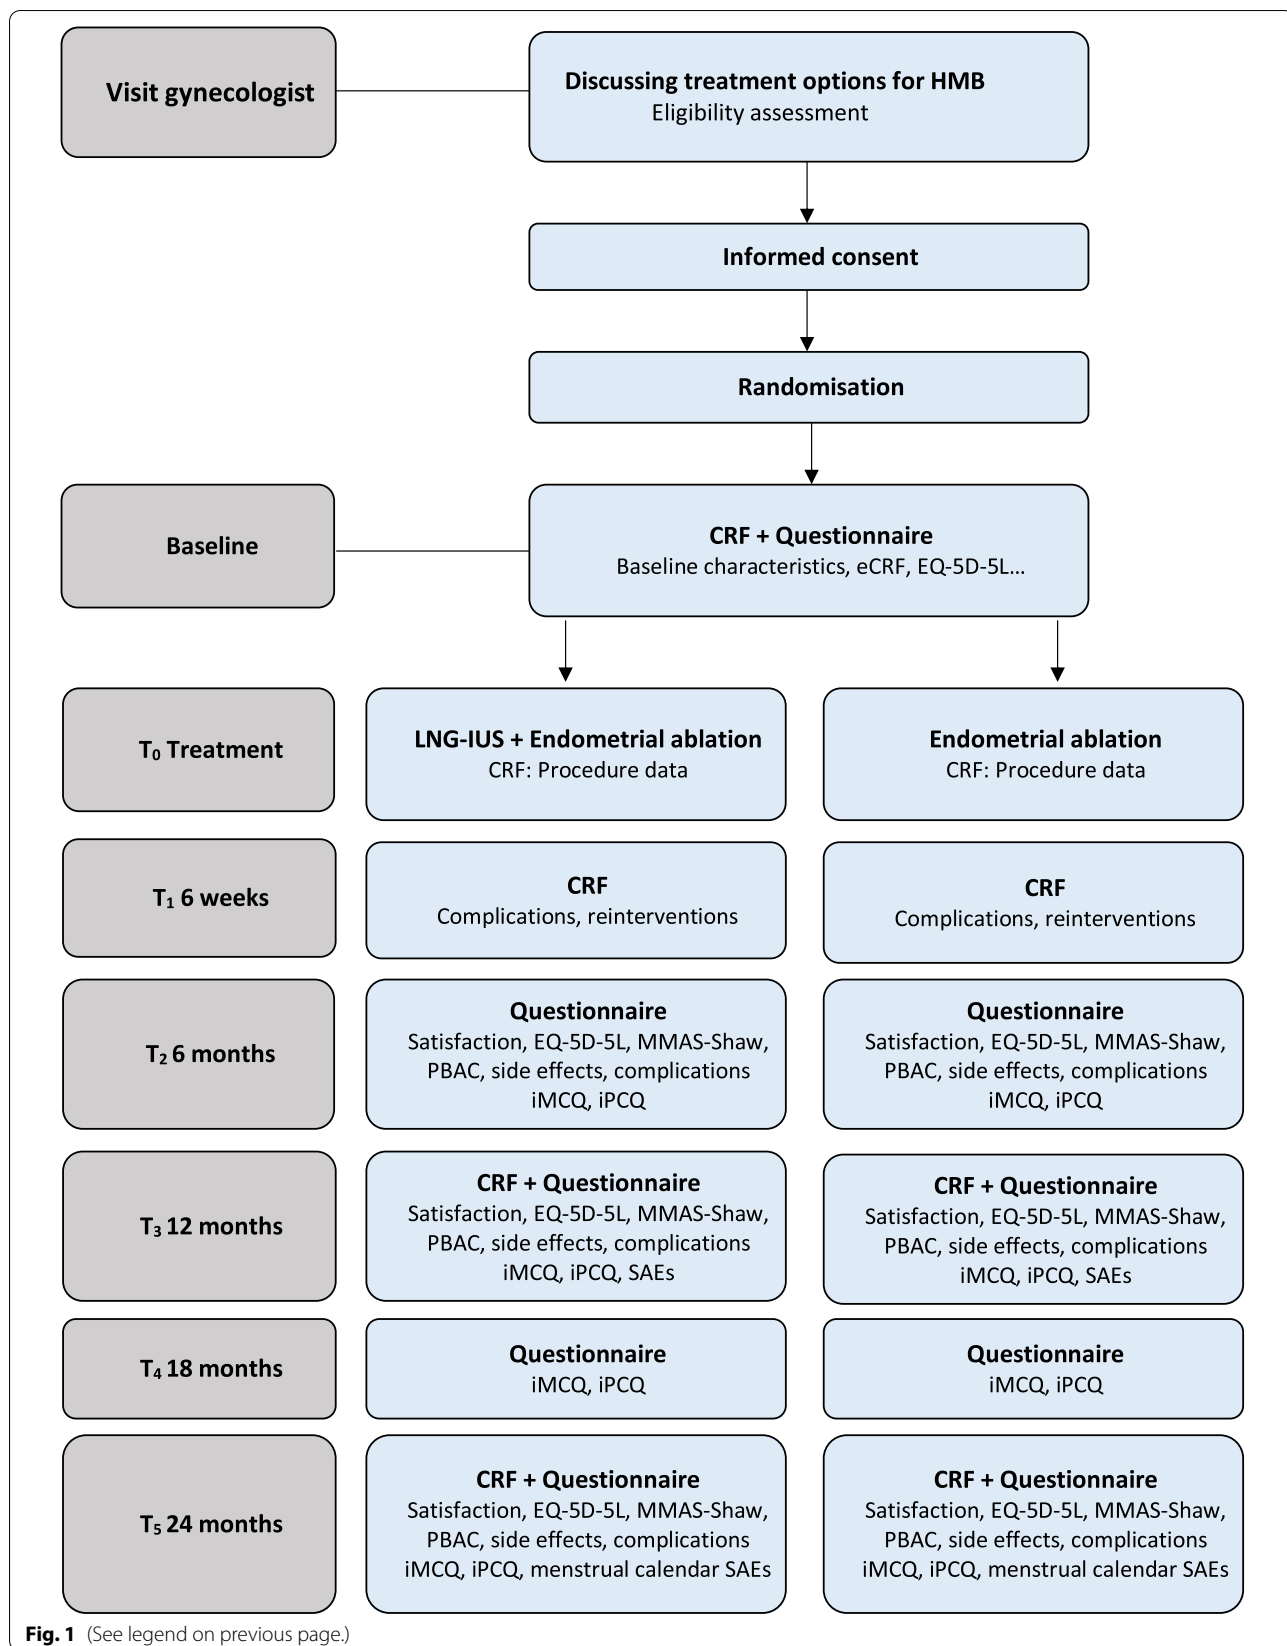 Visit gynecologist
Discussing treatment options for HMB
Eligibility assessment
Informed consent
Randomisation
Baseline
CRF + Questionnaire
Baseline characteristics, eCRF, EQ-5D-5L...
T0 Treatment
LNG-IUS + Endometrial ablation
CRF: Procedure data
Endometrial ablation
CRF: Procedure data
T1 6 weeks
CRF
Complications, reinterventions
CRF
Complications, reinterventions
T2 6 months
Questionnaire
Satisfaction, EQ-5D-5L, MMAS-Shaw,
PBAC, side effects, complications
iMCQ, iPCQ
Questionnaire
Satisfaction, EQ-5D-5L, MMAS-Shaw,
PBAC, side effects, complications
iMCQ, iPCQ
T3 12 months
CRF + Questionnaire
Satisfaction, EQ-5D-5L, MMAS-Shaw,
PBAC, side effects, complications
iMCQ, iPCQ, SAEs
CRF + Questionnaire
Satisfaction, EQ-5D-5L, MMAS-Shaw,
PBAC, side effects, complications
iMCQ, iPCQ, SAEs
T4 18 months
Questionnaire
iMCQ, iPCQ
Questionnaire
iMCQ, iPCQ
T5 24 months
CRF + Questionnaire
Satisfaction, EQ-5D-5L, MMAS-Shaw,
PBAC, side effects, complications
iMCQ, iPCQ, menstrual calendar SAEs
CRF + Questionnaire
Satisfaction, EQ-5D-5L, MMAS-Shaw,
PBAC, side effects, complications
iMCQ, iPCQ, menstrual calendar SAEs
Fig. 1 (See legend on previous page.)